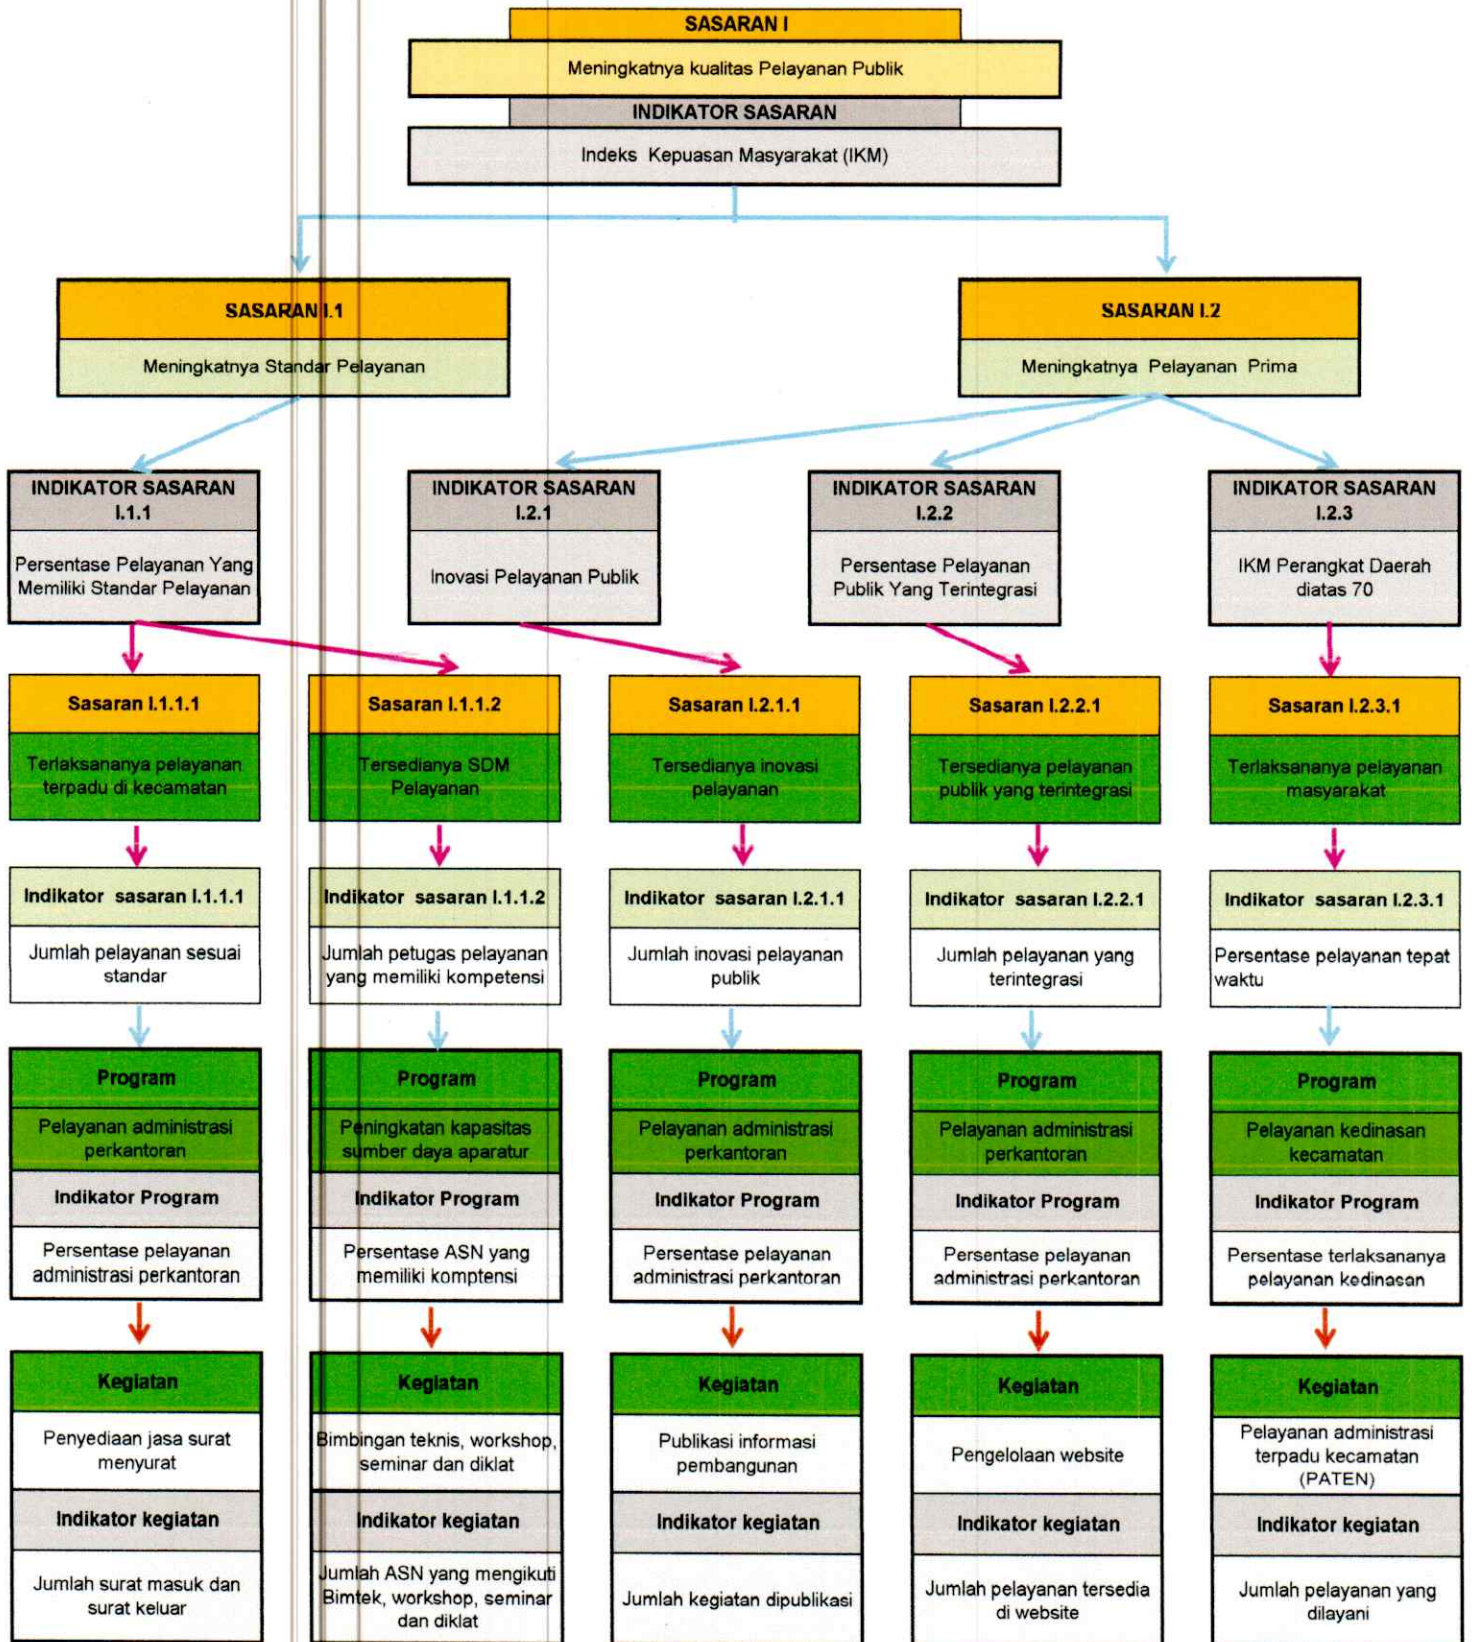 SASARAN I
Meningkatnya kualitas Pelayanan Publik
INDIKATOR SASARAN
Indeks Kepuasan Masyarakat (IKM)
SASARAN I.1
Meningkatnya Standar Pelayanan
SASARAN I.2
Meningkatnya Pelayanan Prima
INDIKATOR SASARAN
I.1.1
Persentase Pelayanan Yang
Memiliki Standar Pelayanan
INDIKATOR SASARAN
I.2.1
Inovasi Pelayanan Publik
INDIKATOR SASARAN
I.2.2
Persentase Pelayanan
Publik Yang Terintegrasi
INDIKATOR SASARAN
I.2.3
IKM Perangkat Daerah
diatas 70
Sasaran I.1.1.1
Terlaksananya pelayanan
terpadu di kecamatan
Sasaran I.1.1.2
Tersedianya SDM
Pelayanan
Sasaran I.2.1.1
Tersedianya inovasi
pelayanan
Sasaran I.2.2.1
Tersedianya pelayanan
publik yang terintegrasi
Sasaran I.2.3.1
Terlaksananya pelayanan
masyarakat
Indikator sasaran I.1.1.1
Jumlah pelayanan sesuai
standar
Indikator sasaran I.1.1.2
Jumlah petugas pelayanan
yang memiliki kompetensi
Indikator sasaran I.2.1.1
Jumlah inovasi pelayanan
publik
Indikator sasaran I.2.2.1
Jumlah pelayanan yang
terintegrasi
Indikator sasaran I.2.3.1
Persentase pelayanan tepat
waktu
Program
Pelayanan administrasi
perkantoran
Indikator Program
Persentase pelayanan
administrasi perkantoran
Program
Peningkatan kapasitas
sumber daya aparatur
Indikator Program
Persentase ASN yang
memiliki komptensi
Program
Pelayanan administrasi
perkantoran
Indikator Program
Persentase pelayanan
administrasi perkantoran
Program
Pelayanan administrasi
perkantoran
Indikator Program
Persentase pelayanan
administrasi perkantoran
Program
Pelayanan kedinasan
kecamatan
Indikator Program
Persentase terlaksananya
pelayanan kedinasan
Kegiatan
Penyediaan jasa surat
menyurat
Indikator kegiatan
Jumlah surat masuk dan
surat keluar
Kegiatan
Bimbingan teknis, workshop,
seminar dan diklat
Indikator kegiatan
Jumlah ASN yang mengikuti
Bimtek, workshop, seminar
dan diklat
Kegiatan
Publikasi informasi
pembangunan
Indikator kegiatan
Jumlah kegiatan dipublikasi
Kegiatan
Pengelolaan website
Indikator kegiatan
Jumlah pelayanan tersedia
di website
Kegiatan
Pelayanan administrasi
terpadu kecamatan
(PATEN)
Indikator kegiatan
Jumlah pelayanan yang
dilayani